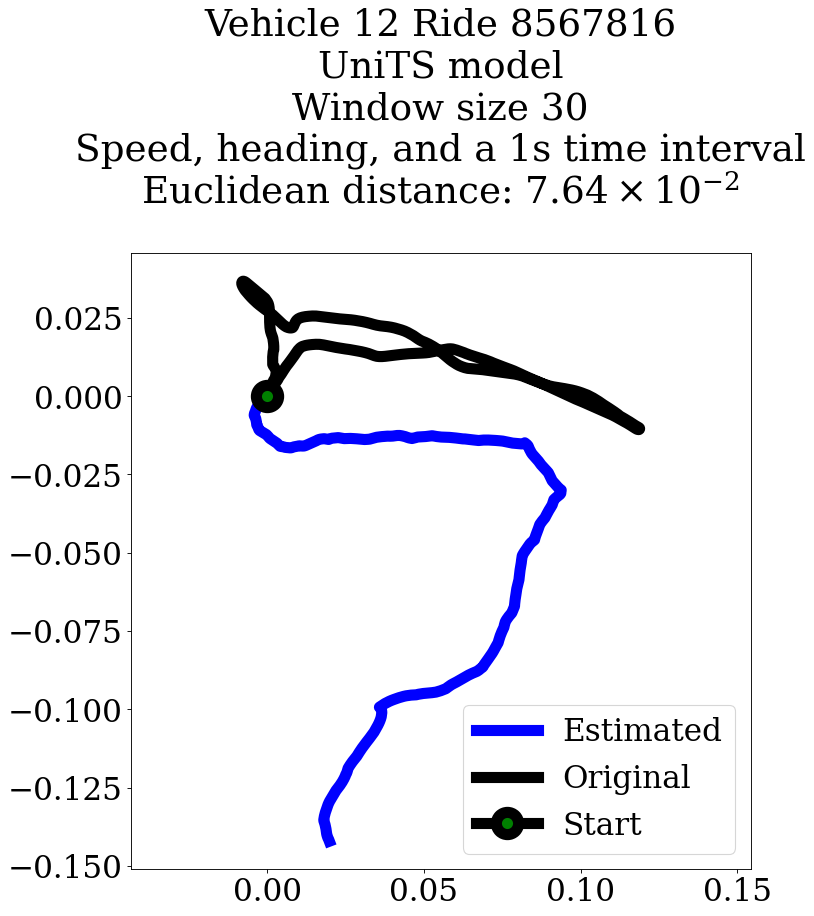 Vehicle 12 Ride 8567816
UniTS model
Window size 30
Speed, heading, and a 1s time interval
Euclidean distance: 7.64 × 10⁻²
0.025
0.000
−0.025
−0.050
−0.075
−0.100
−0.125
−0.150
Estimated
Original
Start
0.00 0.05 0.10 0.15